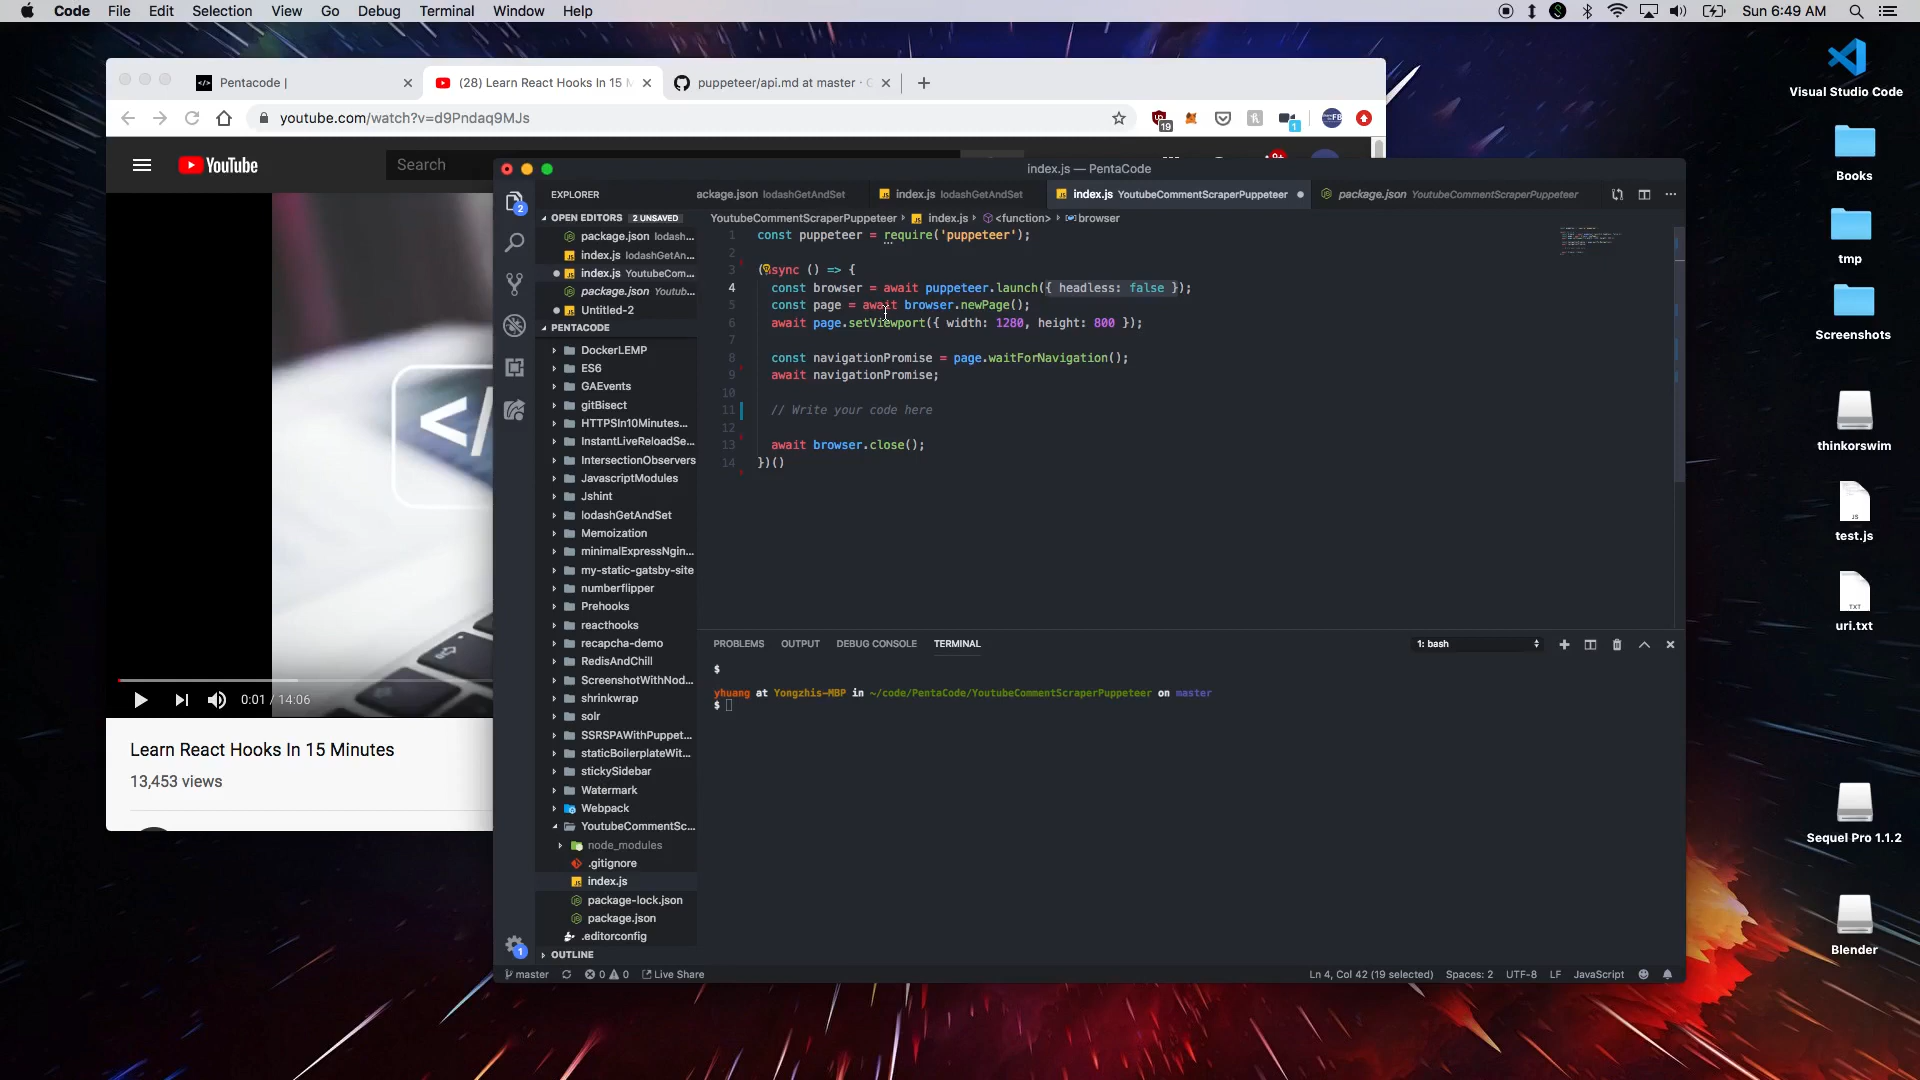 Code File Edit Selection View Go Debug Terminal Window Help
Sun 6:49 AM
Pentacode |
(28) Learn React Hooks In 15 M
puppeteer/api.md at master · G
youtube.com/watch?v=d9Pndaq9MJs
19
1
YouTube
Search
0:01 / 14:06
Learn React Hooks In 15 Minutes
13,453 views
index.js — PentaCode
EXPLORER
ackage.json lodashGetAndSet
index.js lodashGetAndSet
index.js YoutubeCommentScraperPuppeteer
package.json YoutubeCommentScraperPuppeteer
2
OPEN EDITORS 2 UNSAVED
package.json lodash...
index.js lodashGetAn...
index.js YoutubeCom...
package.json Youtub...
Untitled-2
PENTACODE
DockerLEMP
ES6
GAEvents
gitBisect
HTTPSIn10Minutes...
InstantLiveReloadSe...
IntersectionObservers
JavascriptModules
Jshint
lodashGetAndSet
Memoization
minimalExpressNgin...
my-static-gatsby-site
numberflipper
Prehooks
reacthooks
recapcha-demo
RedisAndChill
ScreenshotWithNod...
shrinkwrap
solr
SSRSPAWithPuppet...
staticBoilerplateWit...
stickySidebar
Watermark
Webpack
YoutubeCommentSc...
node_modules
.gitignore
index.js
package-lock.json
package.json
.editorconfig
OUTLINE
1
YoutubeCommentScraperPuppeteer › index.js › <function> › browser
1 const puppeteer = require('puppeteer');
2
3 (async () => {
4 const browser = await puppeteer.launch({ headless: false });
5 const page = await browser.newPage();
6 await page.setViewport({ width: 1280, height: 800 });
7
8 const navigationPromise = page.waitForNavigation();
9 await navigationPromise;
10
11 // Write your code here
12
13 await browser.close();
14 })()
PROBLEMS OUTPUT DEBUG CONSOLE TERMINAL
1: bash
$
yhuang at Yongzhis-MBP in ~/code/PentaCode/YoutubeCommentScraperPuppeteer on master
$
master 0 0 Live Share
Ln 4, Col 42 (19 selected) Spaces: 2 UTF-8 LF JavaScript
Visual Studio Code
Books
tmp
Screenshots
thinkorswim
JS
test.js
TXT
uri.txt
Sequel Pro 1.1.2
Blender